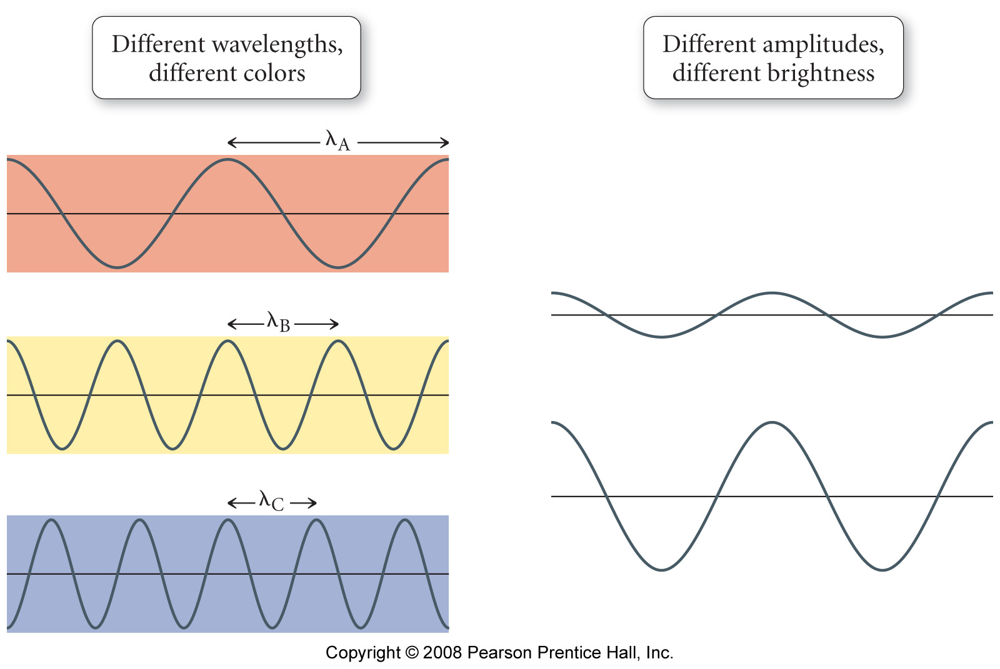 Different wavelengths,
different colors
Different amplitudes,
different brightness
λA
λB
λC
Copyright © 2008 Pearson Prentice Hall, Inc.